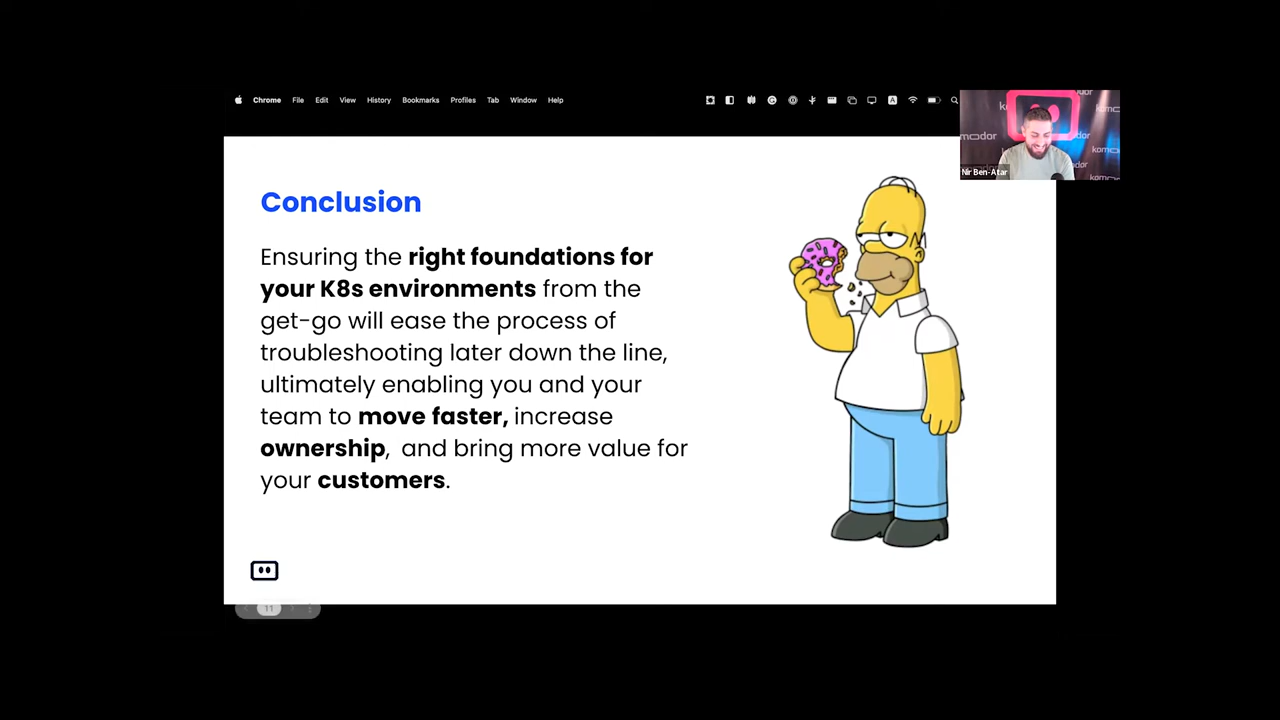 Chrome File Edit View History Bookmarks Profiles Tab Window Help
komodor
Nir Ben-Atar
Conclusion
Ensuring the right foundations for
your K8s environments from the
get-go will ease the process of
troubleshooting later down the line,
ultimately enabling you and your
team to move faster, increase
ownership, and bring more value for
your customers.
11